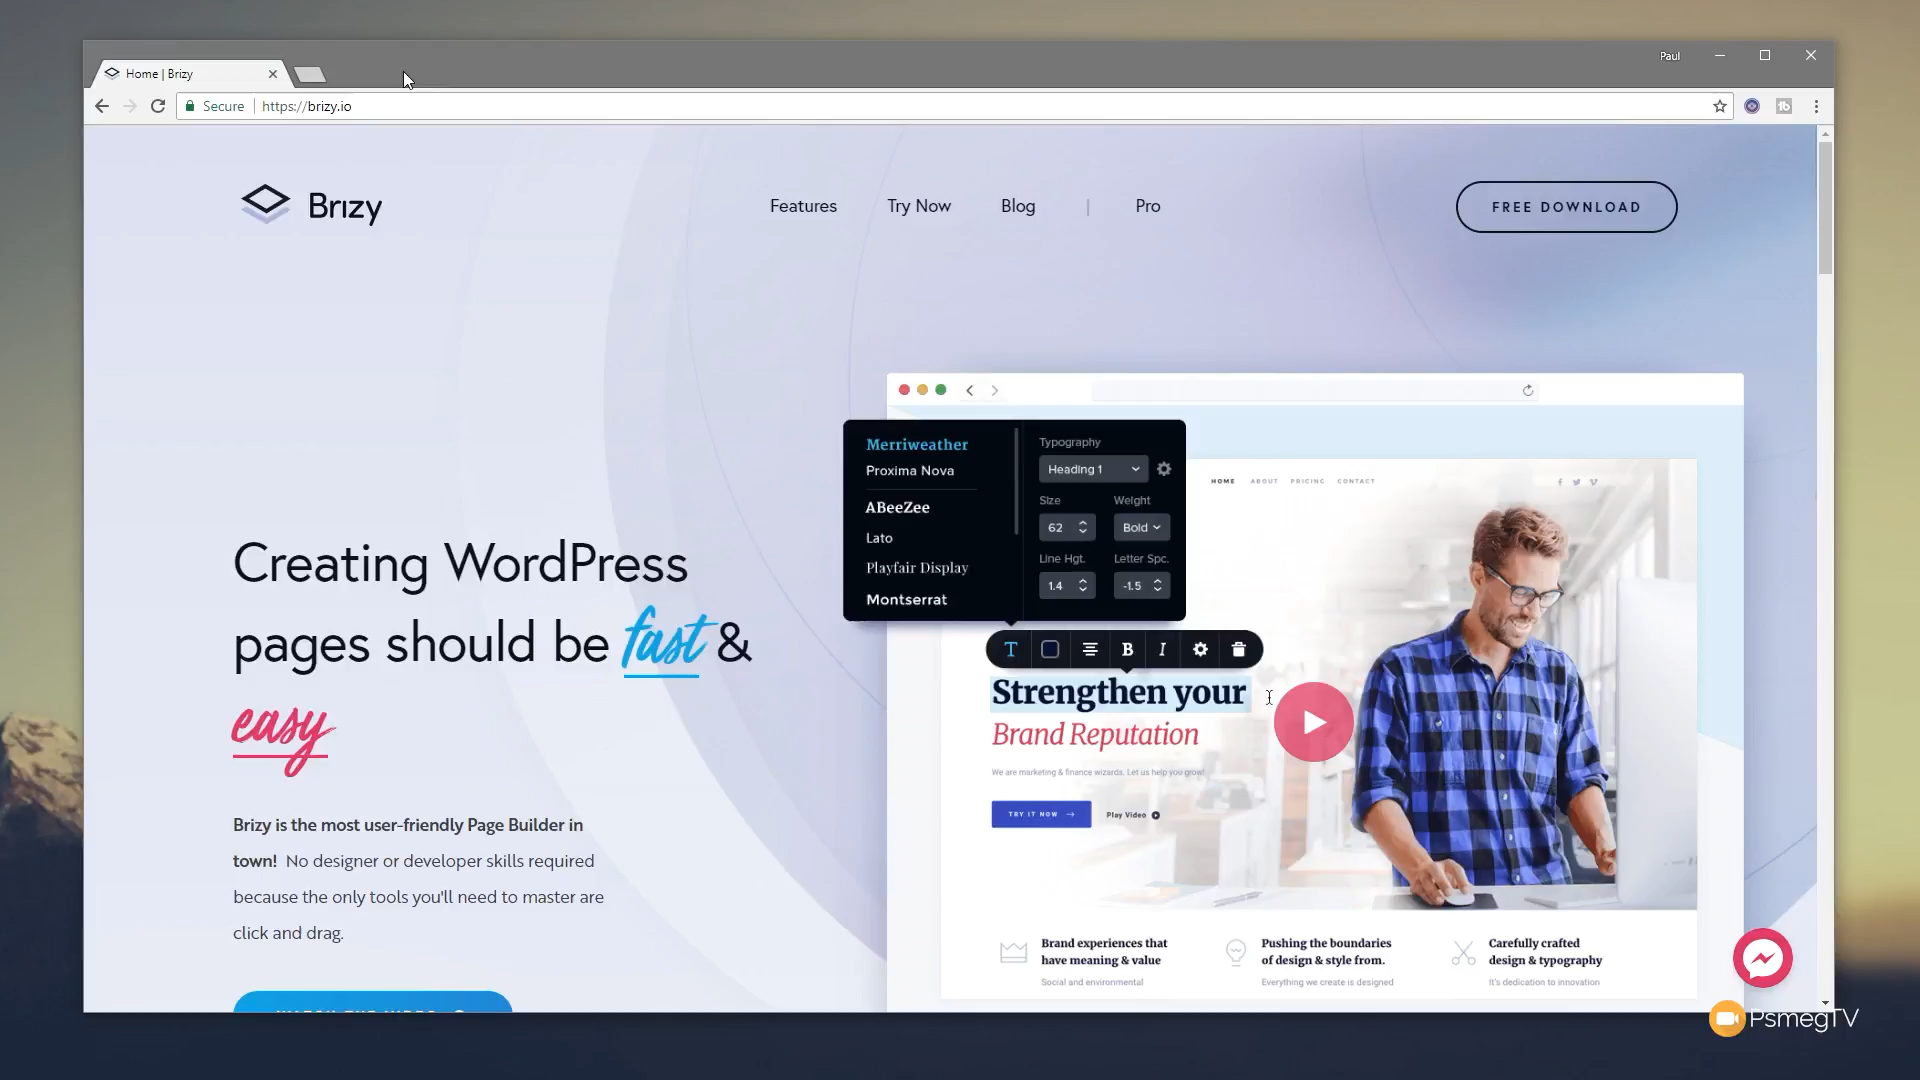 Home | Brizy
Paul
Secure
https://brizy.io
Brizy
Features
Try Now
Blog
|
Pro
FREE DOWNLOAD
Creating WordPress
pages should be fast &
easy
Brizy is the most user-friendly Page Builder in
town! No designer or developer skills required
because the only tools you'll need to master are
click and drag.
Merriweather
Proxima Nova
ABeeZee
Lato
Playfair Display
Montserrat
Typography
Heading 1
Size
Weight
62
Bold
Line Hgt.
Letter Spc.
1.4
-1.5
T
B
I
HOME ABOUT PRICING CONTACT
Strengthen your
Brand Reputation
We are marketing & finance wizards. Let us help you grow!
TRY IT NOW
Play Video
Brand experiences that
have meaning & value
Social and environmental
Pushing the boundaries
of design & style from.
Everything we create is designed
Carefully crafted
design & typography
It's dedication to innovation
PsmegTV